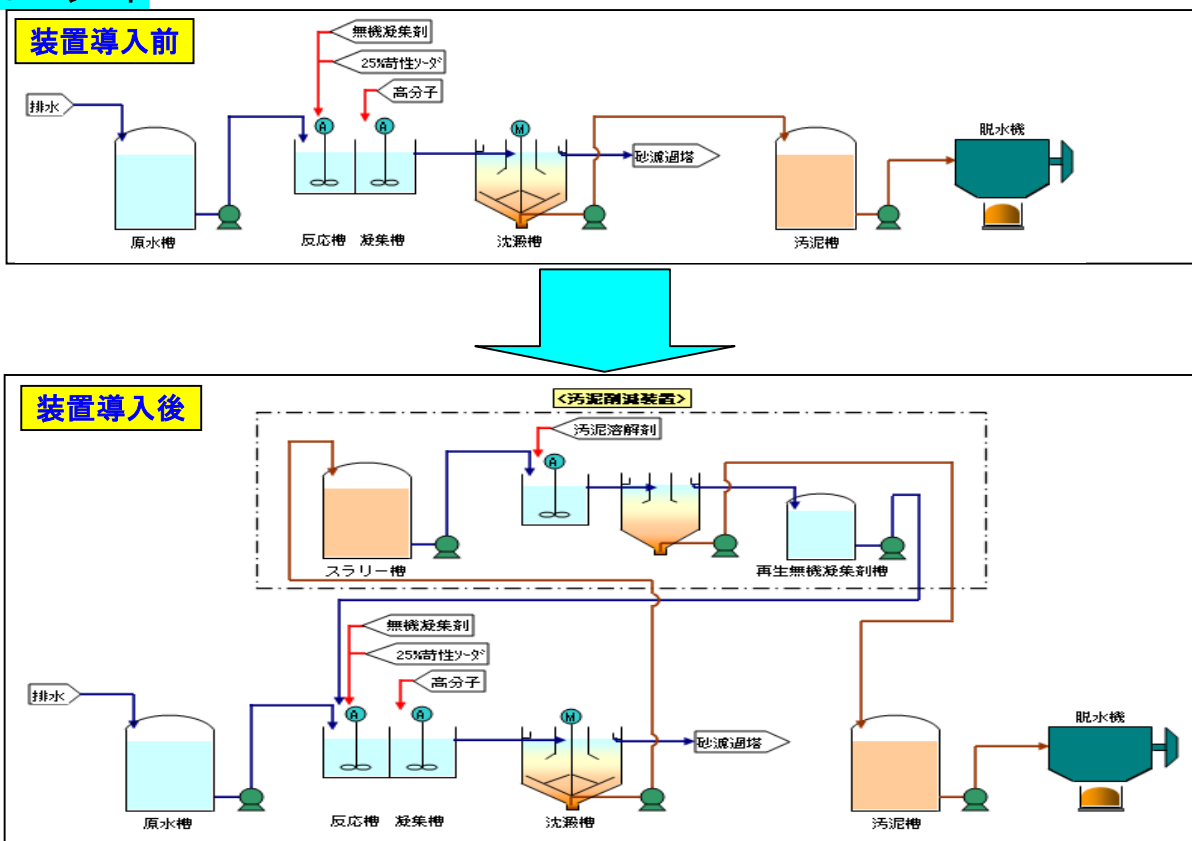 装置導入前
無機凝集剤
25%苛性ソーダ
高分子
排水
A
A
M
脱水機
砂濾過塔
原水槽
反応槽
凝集槽
沈澱槽
汚泥槽
装置導入後
<汚泥削減装置>
汚泥溶解剤
A
スラリー槽
再生無機凝集剤槽
無機凝集剤
25%苛性ソーダ
高分子
排水
A
A
M
脱水機
砂濾過塔
原水槽
反応槽
凝集槽
沈澱槽
汚泥槽